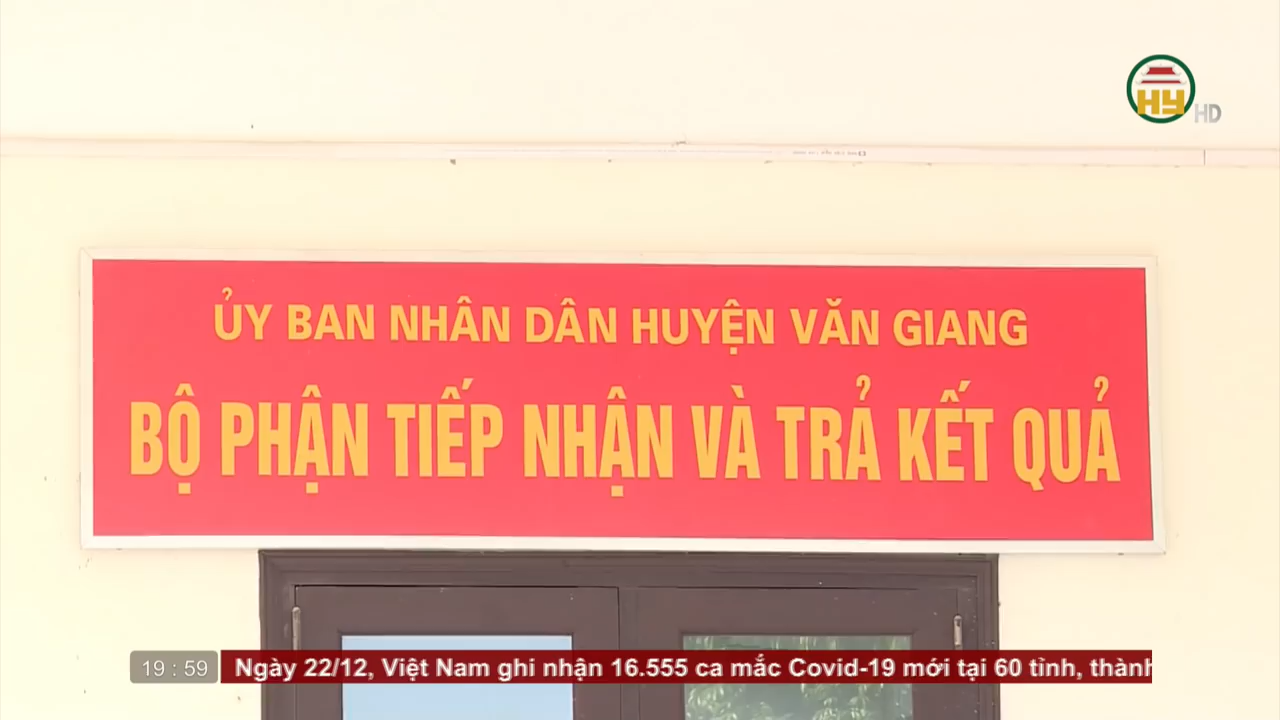 HY HD
ỦY BAN NHÂN DÂN HUYỆN VĂN GIANG
BỘ PHẬN TIẾP NHẬN VÀ TRẢ KẾT QUẢ
19 : 59
Ngày 22/12, Việt Nam ghi nhận 16.555 ca mắc Covid-19 mới tại 60 tỉnh, thành